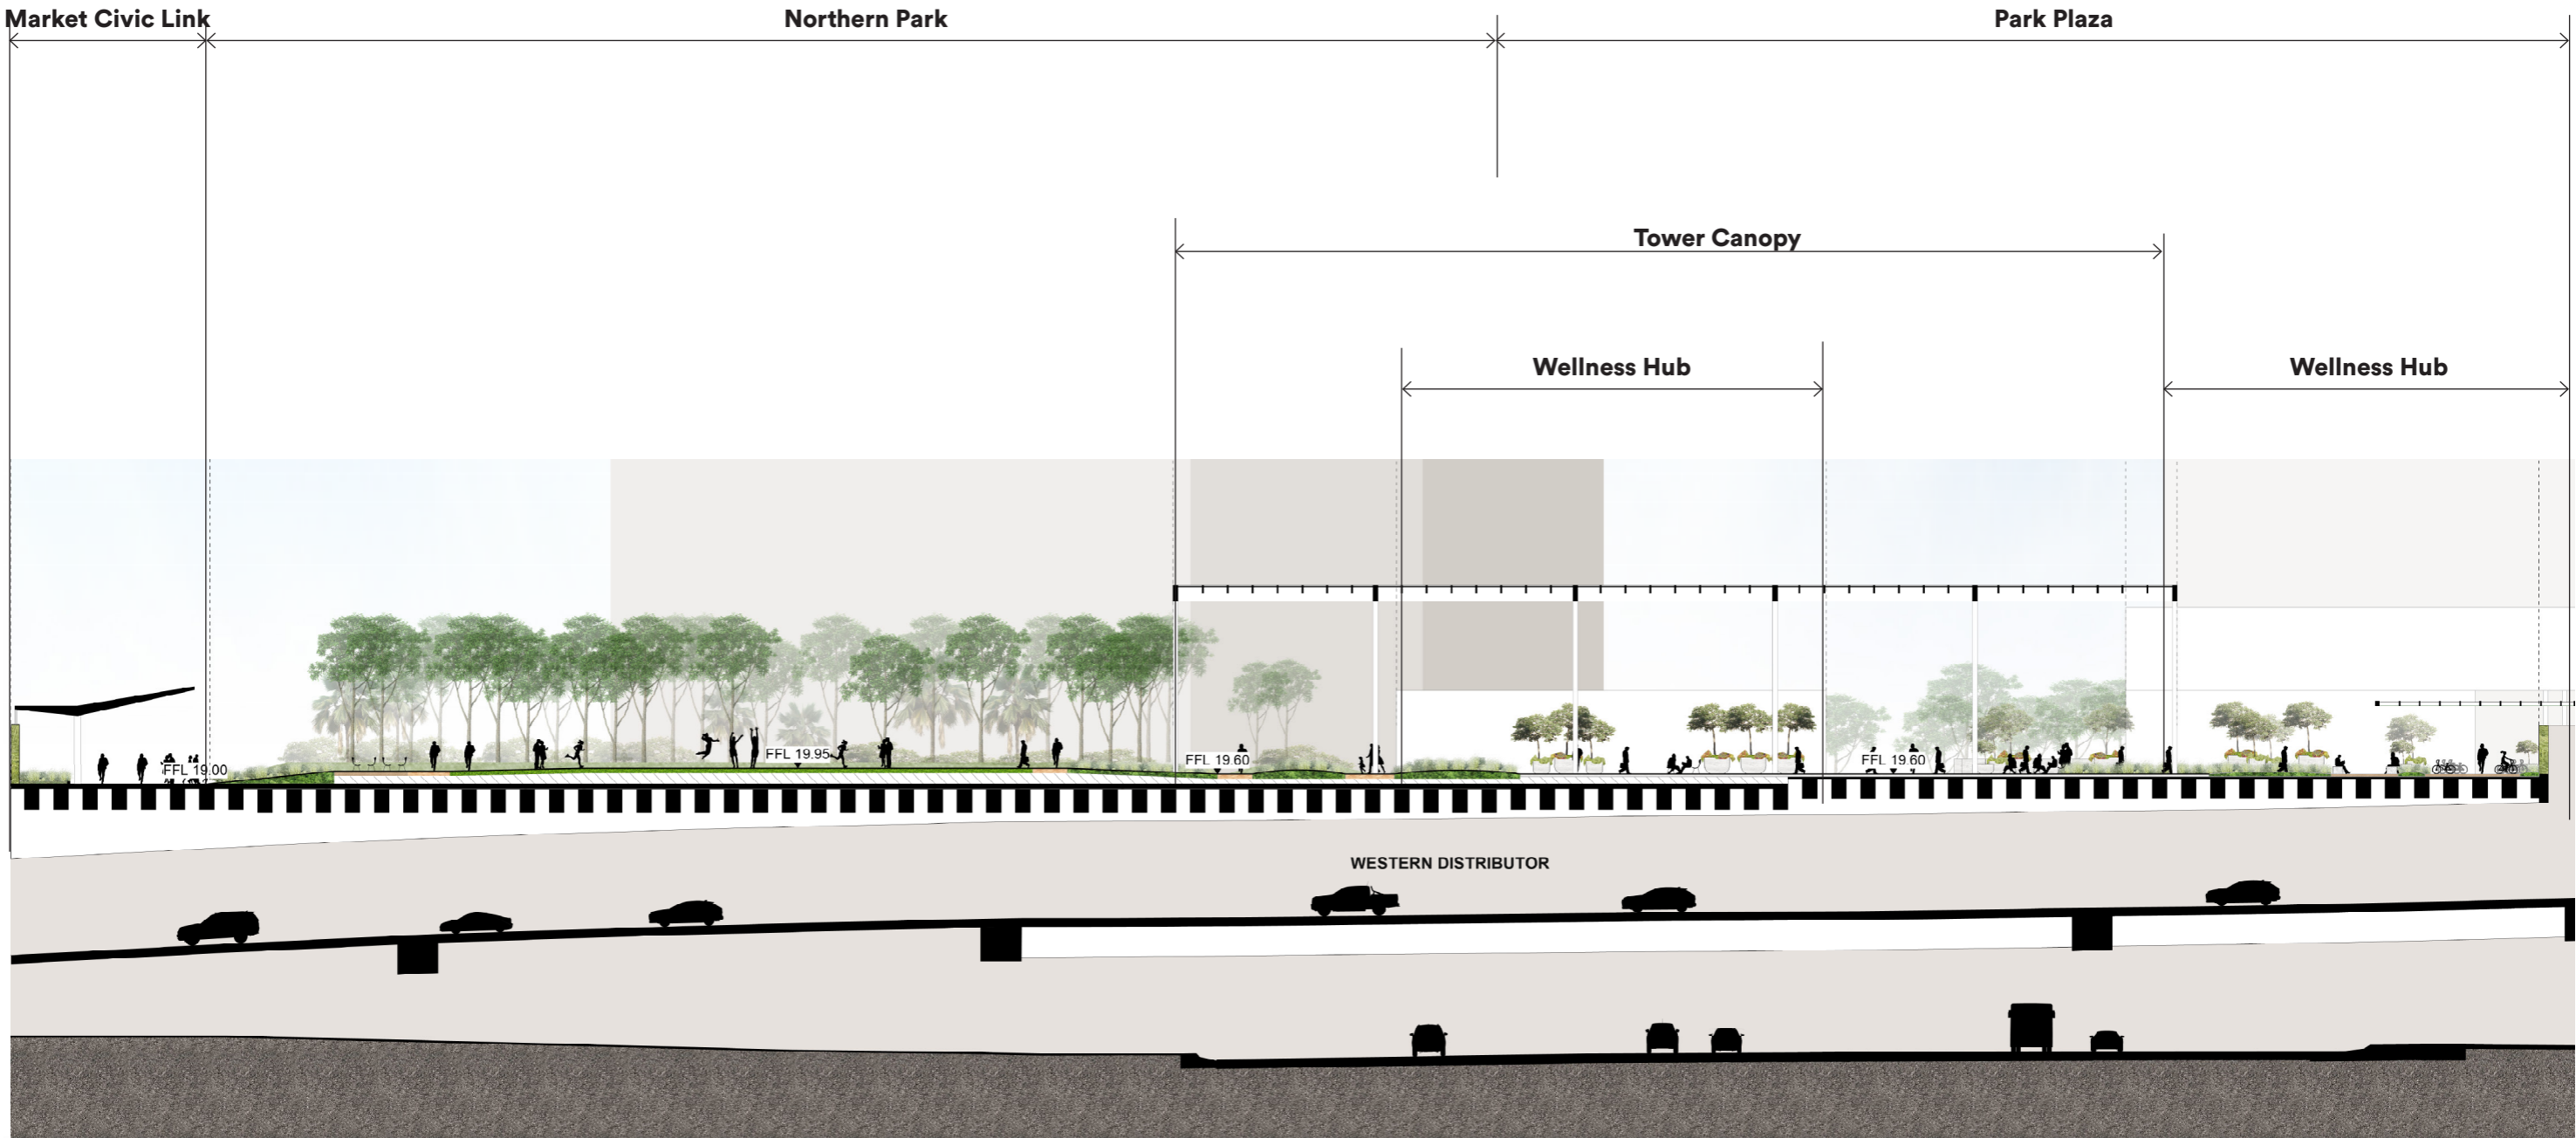 Market Civic Link
Northern Park
Park Plaza
Tower Canopy
Wellness Hub
Wellness Hub
FFL 19.00
FFL 19.95
FFL 19 60
FFL 19 60
WESTERN DISTRIBUTOR